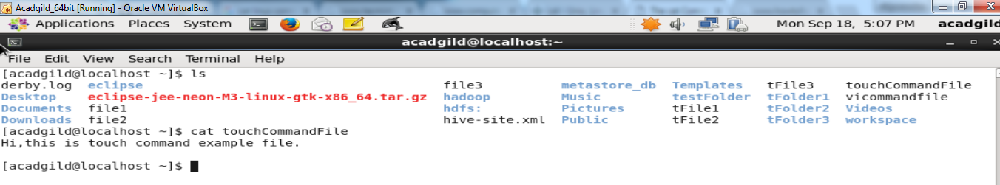 Acadgild_64bit [Running] - Oracle VM VirtualBox
Applications Places System Mon Sep 18, 5:07 PM acadgild
acadgild@localhost:~
File Edit View Search Terminal Help
[acadgild@localhost ~]$ ls
derby.log eclipse file3 metastore_db Templates tFile3 touchCommandFile
Desktop eclipse-jee-neon-M3-linux-gtk-x86_64.tar.gz hadoop Music testFolder tFolder1 vicommandfile
Documents file1 hdfs: Pictures tFile1 tFolder2 Videos
Downloads file2 hive-site.xml Public tFile2 tFolder3 workspace
[acadgild@localhost ~]$ cat touchCommandFile
Hi,this is touch command example file.
[acadgild@localhost ~]$